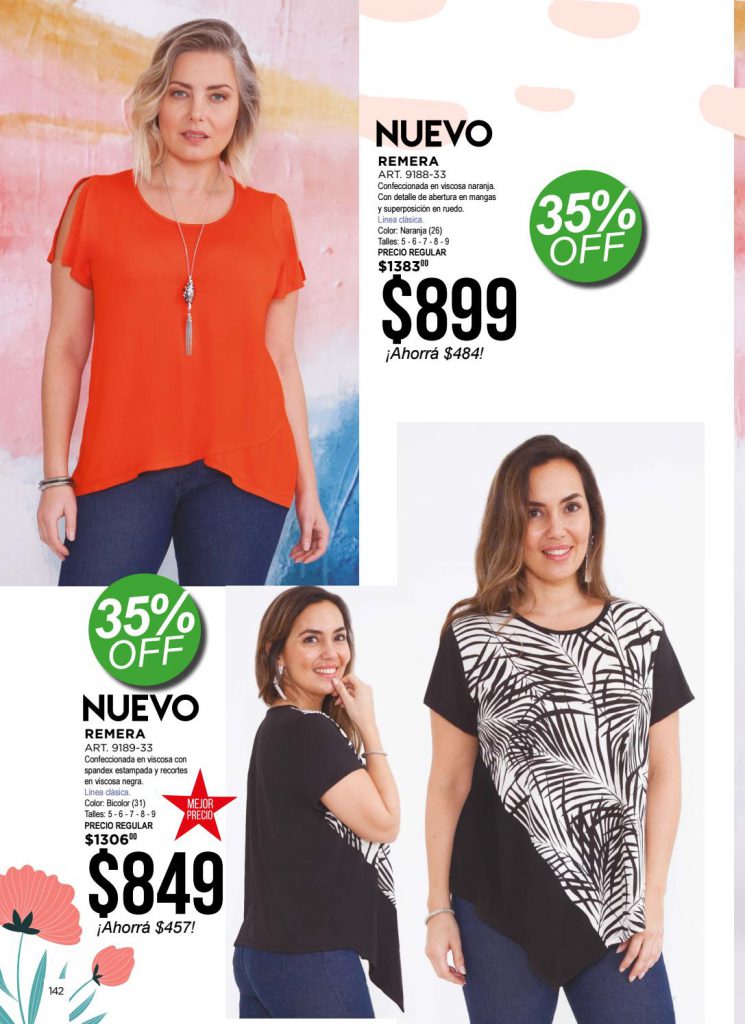 NUEVO
REMERA
ART. 9188-33
Confeccionada en viscosa naranja.
Con detalle de abertura en mangas
y superposición en ruedo.
Línea clásica.
Color: Naranja (26)
Talles: 5 - 6 - 7 - 8 - 9
PRECIO REGULAR
$1383⁰⁰
$899
¡Ahorrá $484!
35%
OFF
35%
OFF
NUEVO
REMERA
ART. 9189-33
Confeccionada en viscosa con
spandex estampada y recortes
en viscosa negra.
Línea clásica.
Color: Bicolor (31)
Talles: 5 - 6 - 7 - 8 - 9
PRECIO REGULAR
$1306⁰⁰
$849
¡Ahorrá $457!
MEJOR
PRECIO
142